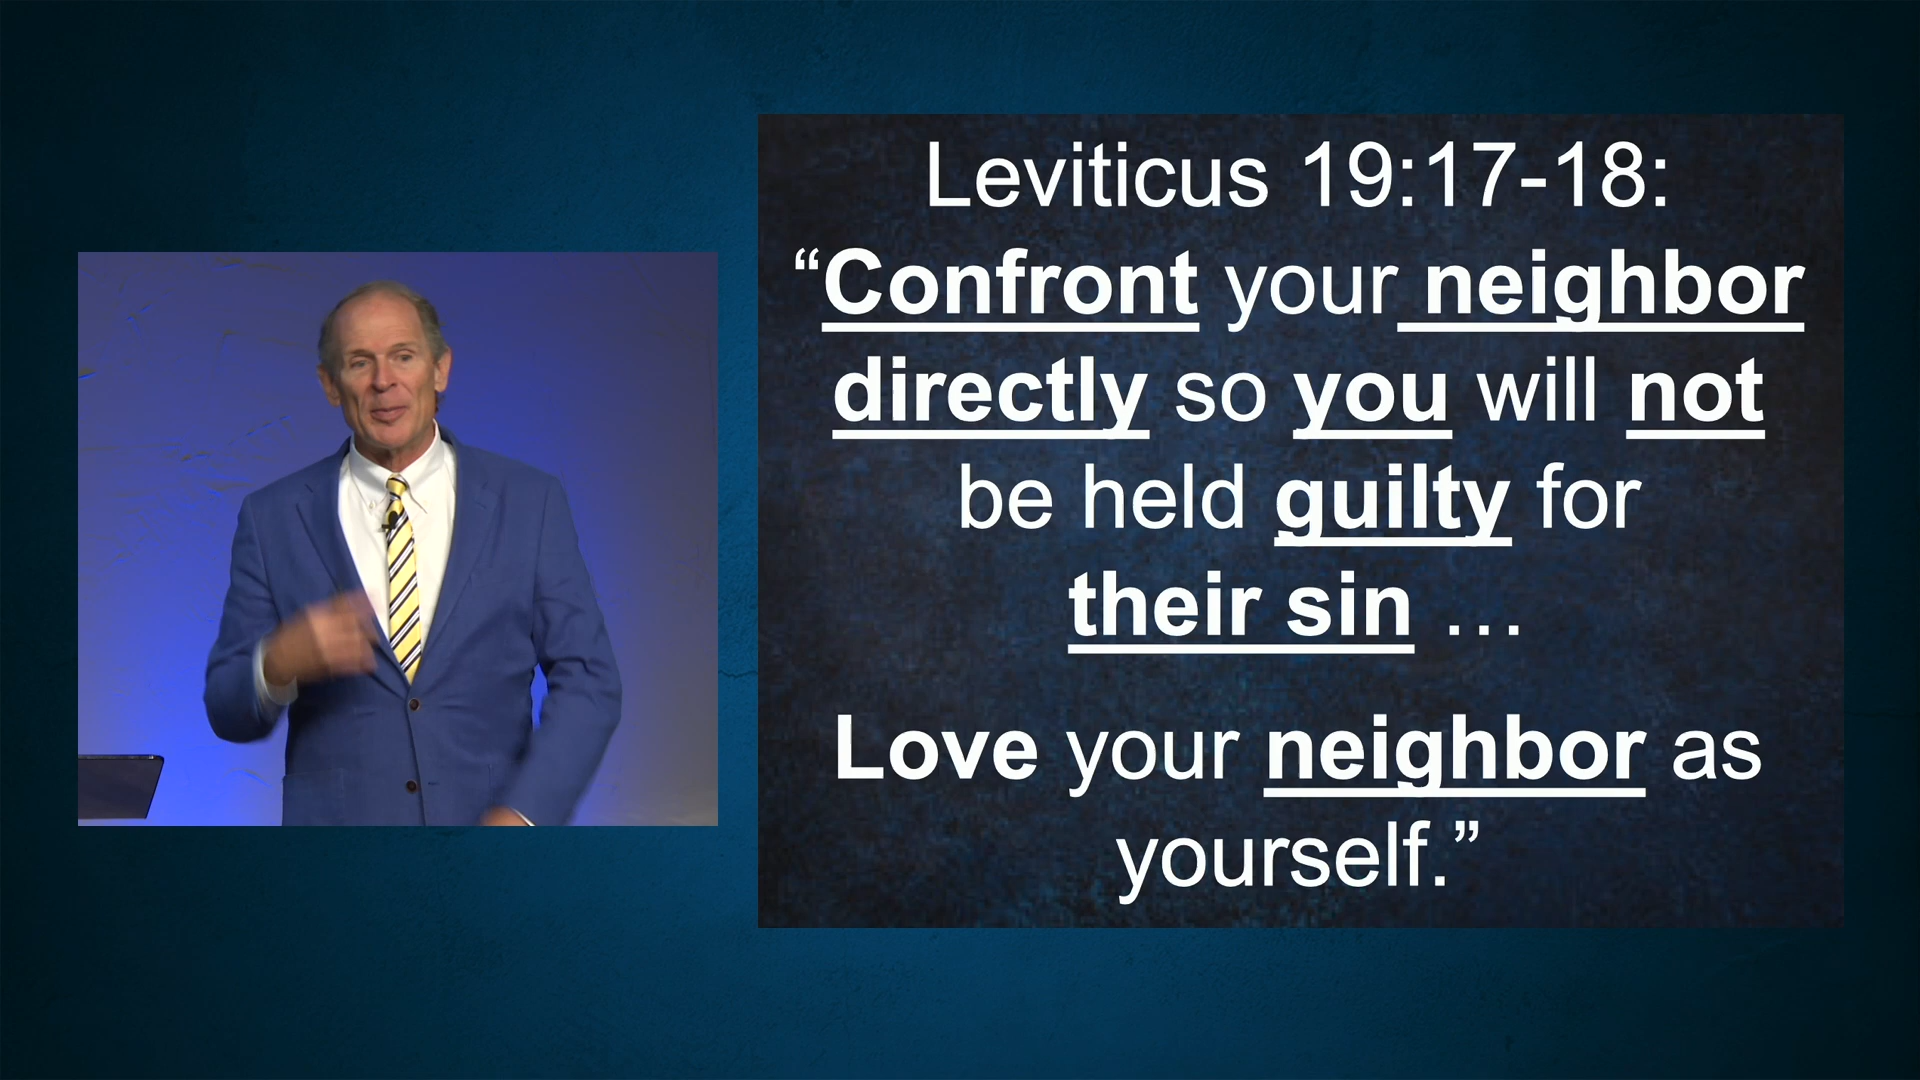 Leviticus 19:17-18:
“Confront your neighbor
directly so you will not
be held guilty for
their sin …
Love your neighbor as
yourself.”